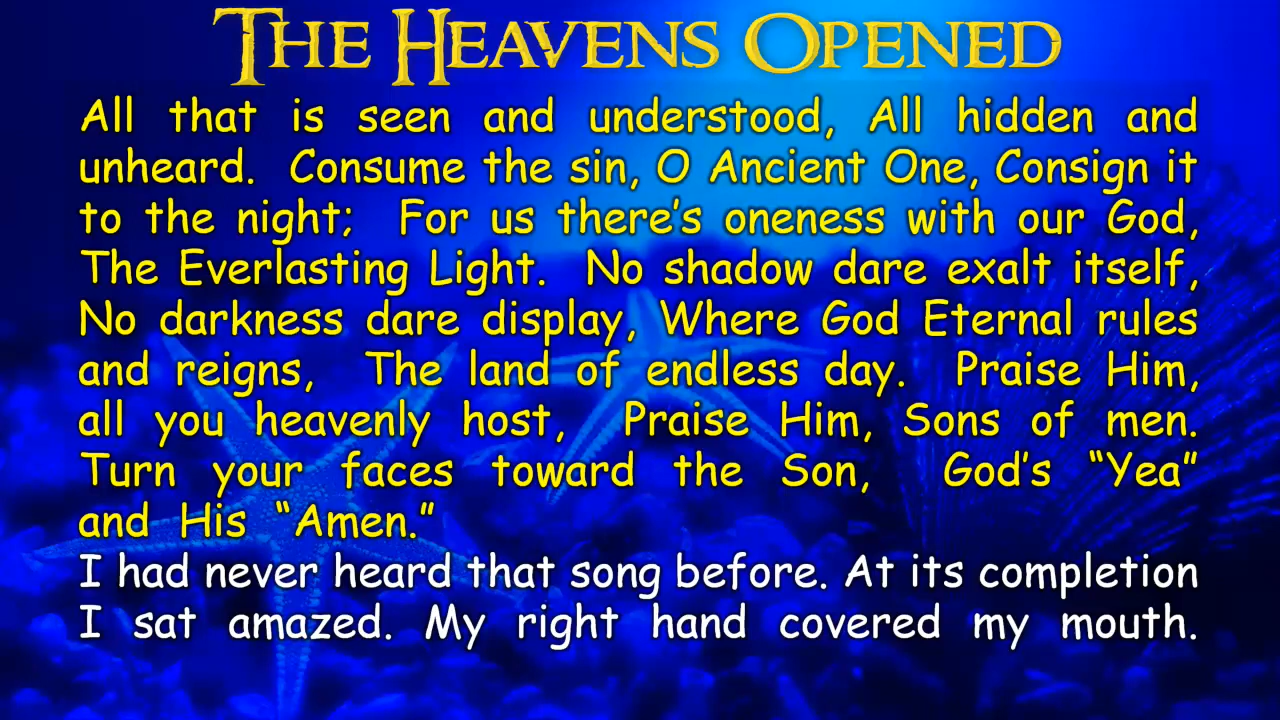 THE HEAVENS OPENED
All that is seen and understood, All hidden and
unheard. Consume the sin, O Ancient One, Consign it
to the night; For us there’s oneness with our God,
The Everlasting Light. No shadow dare exalt itself,
No darkness dare display, Where God Eternal rules
and reigns, The land of endless day. Praise Him,
all you heavenly host, Praise Him, Sons of men.
Turn your faces toward the Son, God’s “Yea”
and His “Amen.”
I had never heard that song before. At its completion
I sat amazed. My right hand covered my mouth.